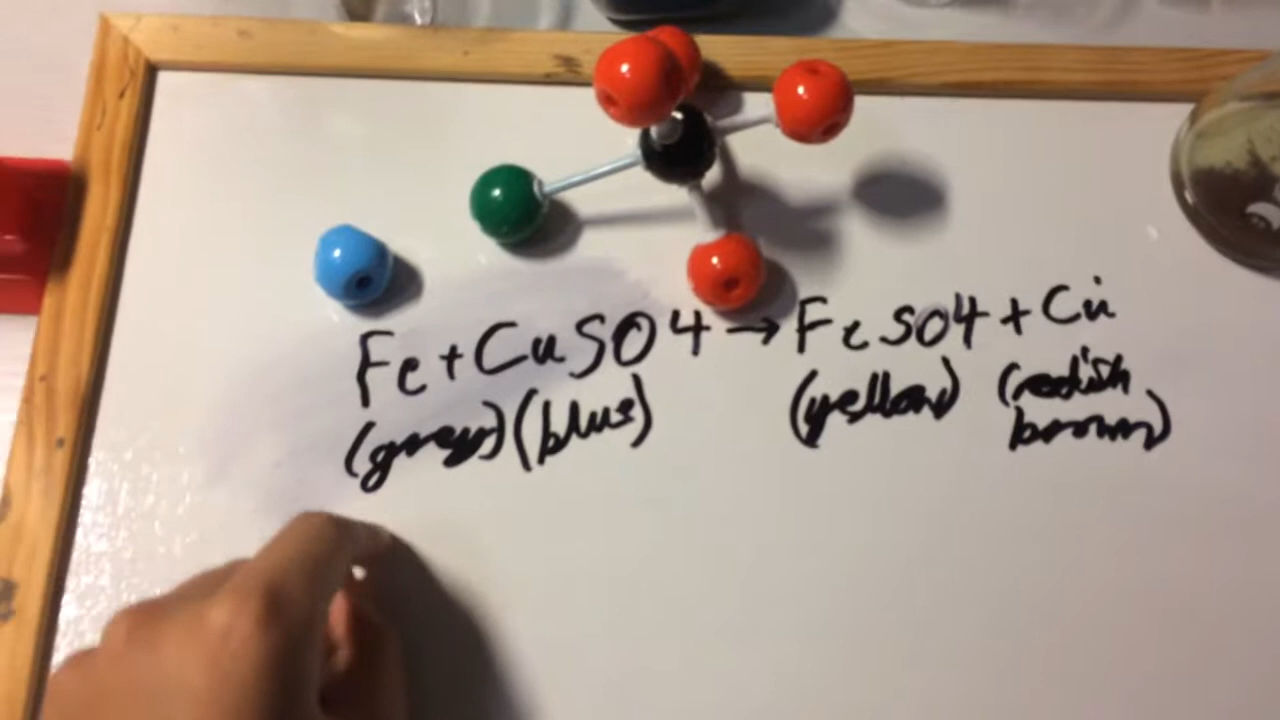 Fe + CuSO4 → FeSO4 + Cu
(grey) (blue) (yellow) (redish
brown)